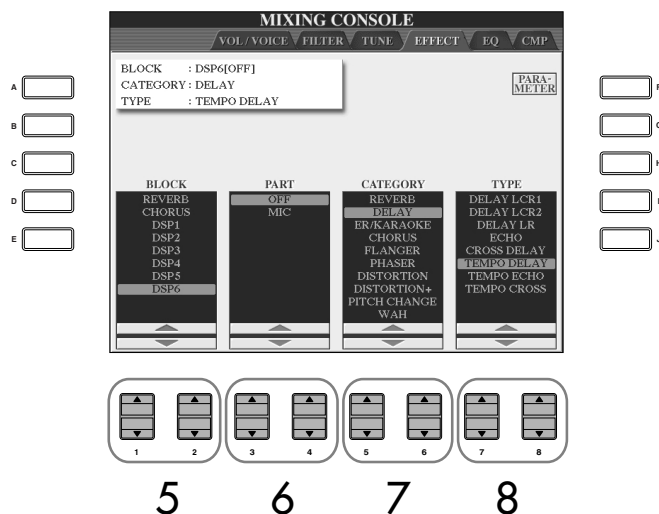 MIXING CONSOLE
VOL/VOICE FILTER TUNE EFFECT EQ CMP
BLOCK : DSP6[OFF]
CATEGORY : DELAY
TYPE : TEMPO DELAY
PARA-
METER
A
B
C
D
E
F
G
H
I
J
BLOCK
REVERB
CHORUS
DSP1
DSP2
DSP3
DSP4
DSP5
DSP6
PART
OFF
MIC
CATEGORY
REVERB
DELAY
ER/KARAOKE
CHORUS
FLANGER
PHASER
DISTORTION
DISTORTION+
PITCH CHANGE
WAH
TYPE
DELAY LCR1
DELAY LCR2
DELAY LR
ECHO
CROSS DELAY
TEMPO DELAY
TEMPO ECHO
TEMPO CROSS
1 2 3 4 5 6 7 8
5 6 7 8